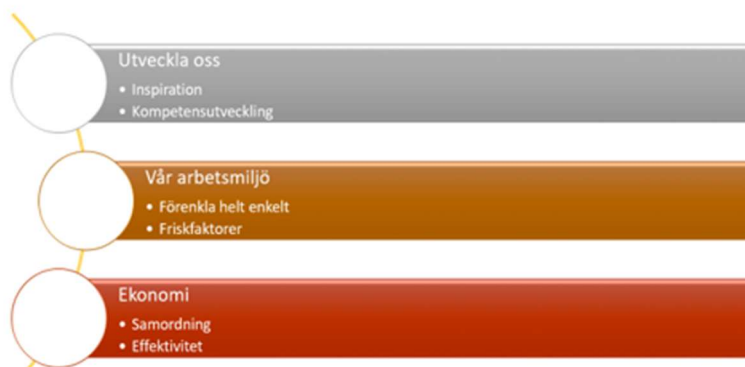 Utveckla oss
• Inspiration
• Kompetensutveckling
Vår arbetsmiljö
• Förenkla helt enkelt
• Friskfaktorer
Ekonomi
• Samordning
• Effektivitet